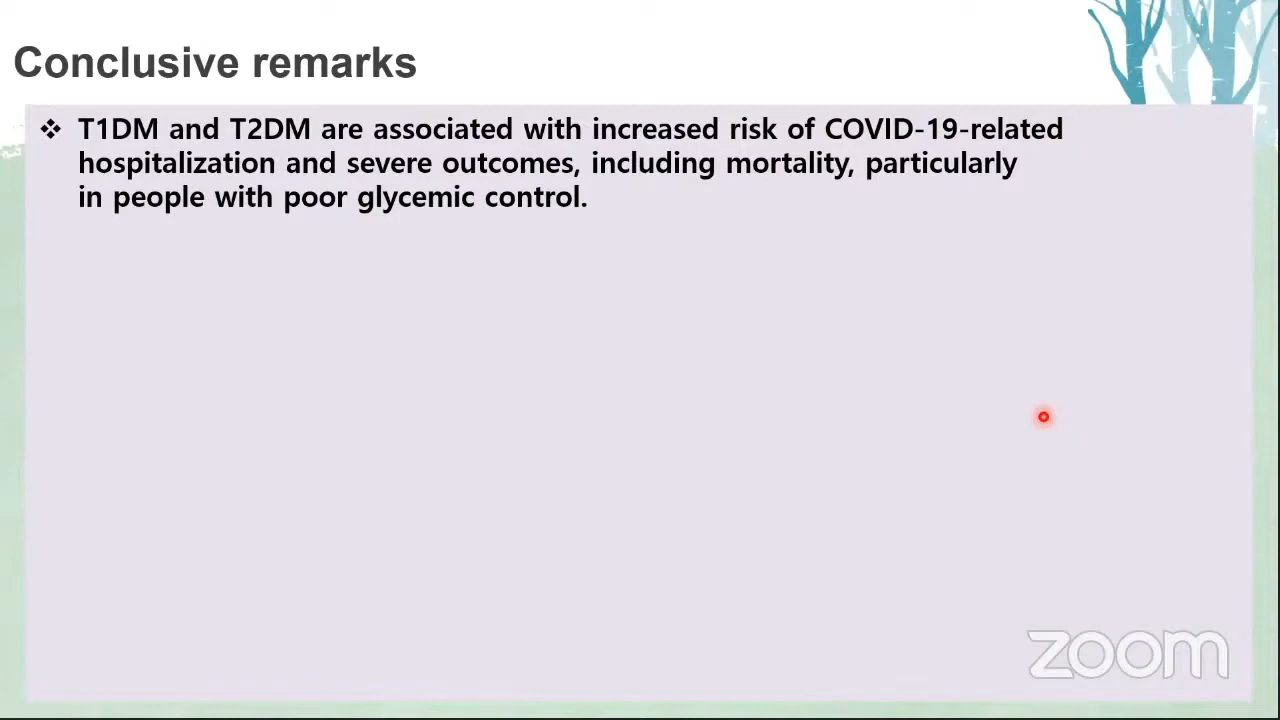 Conclusive remarks
❖ T1DM and T2DM are associated with increased risk of COVID-19-related
hospitalization and severe outcomes, including mortality, particularly
in people with poor glycemic control.
zoom